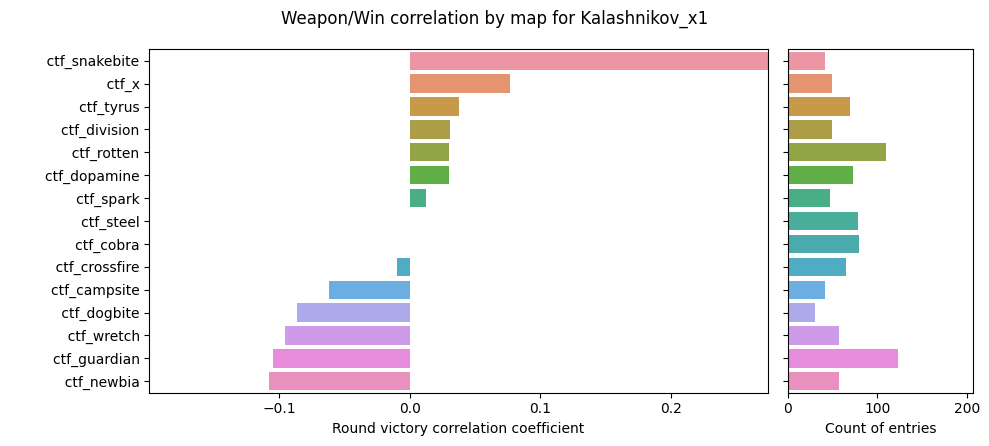 Weapon/Win correlation by map for Kalashnikov_x1
ctf_snakebite
ctf_x
ctf_tyrus
ctf_division
ctf_rotten
ctf_dopamine
ctf_spark
ctf_steel
ctf_cobra
ctf_crossfire
ctf_campsite
ctf_dogbite
ctf_wretch
ctf_guardian
ctf_newbia
−0.1 0.0 0.1 0.2
Round victory correlation coefficient
0 100 200
Count of entries